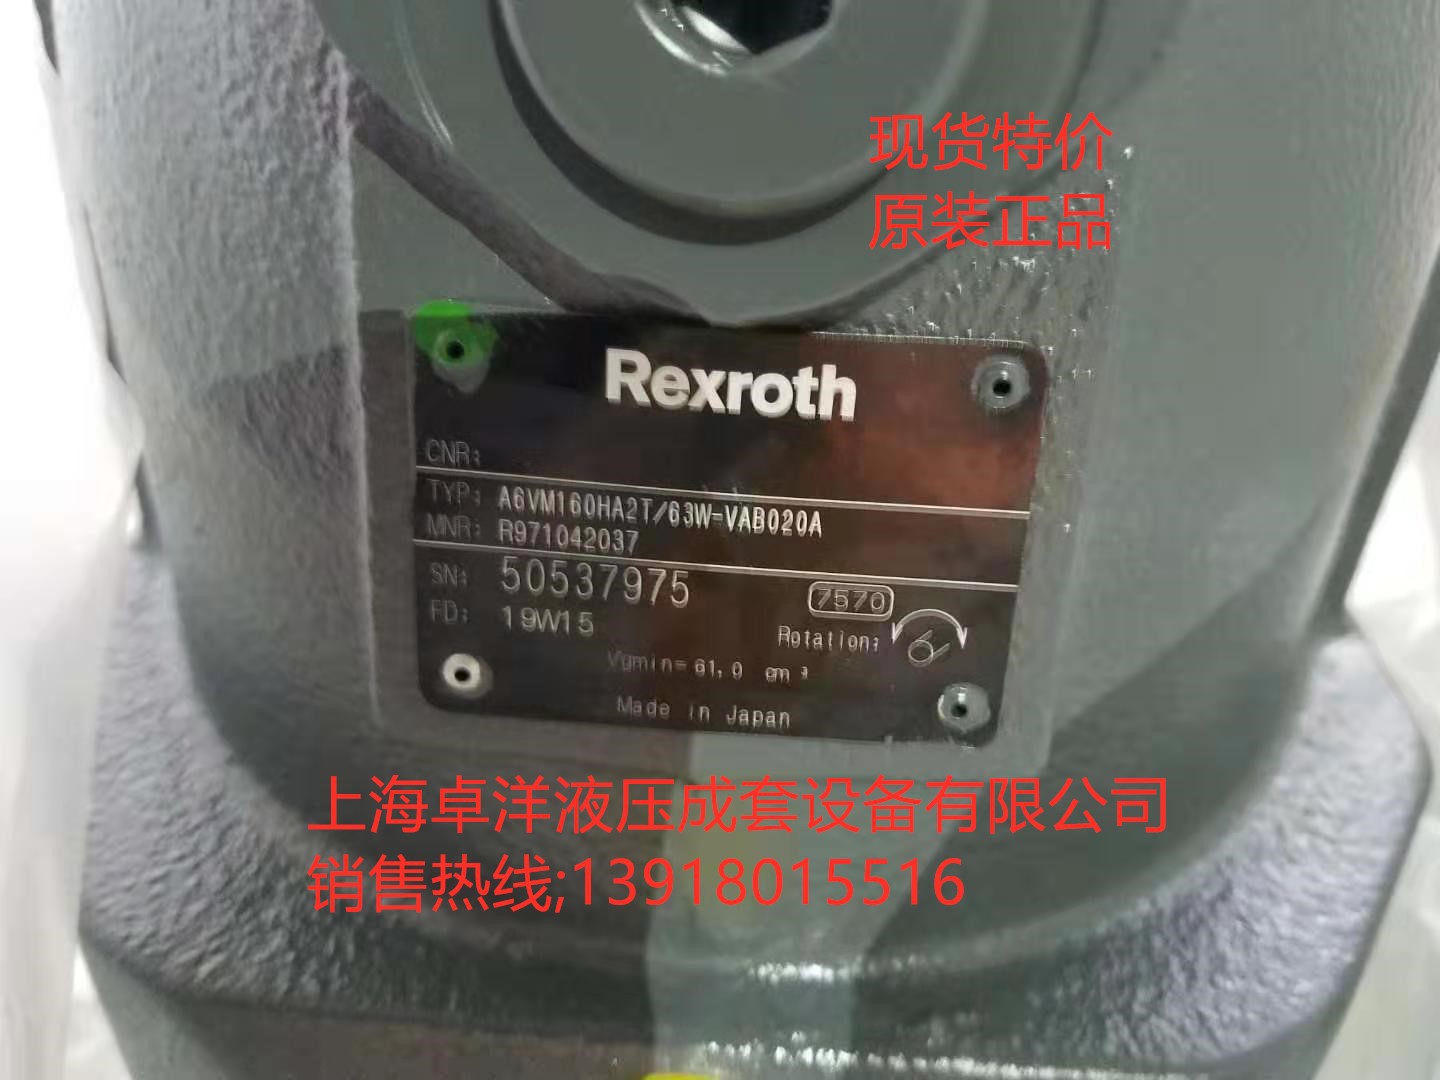 现货特价
原装正品
Rexroth
CNR:
TYP: A6VM160HA2T/63W-VAB020A
MNR: R971042037
SN: 50537975
7570
FD: 19W15
Rotation:
Vgmin=61,0 cm³
Made in Japan
上海卓洋液压成套设备有限公司
销售热线;13918015516